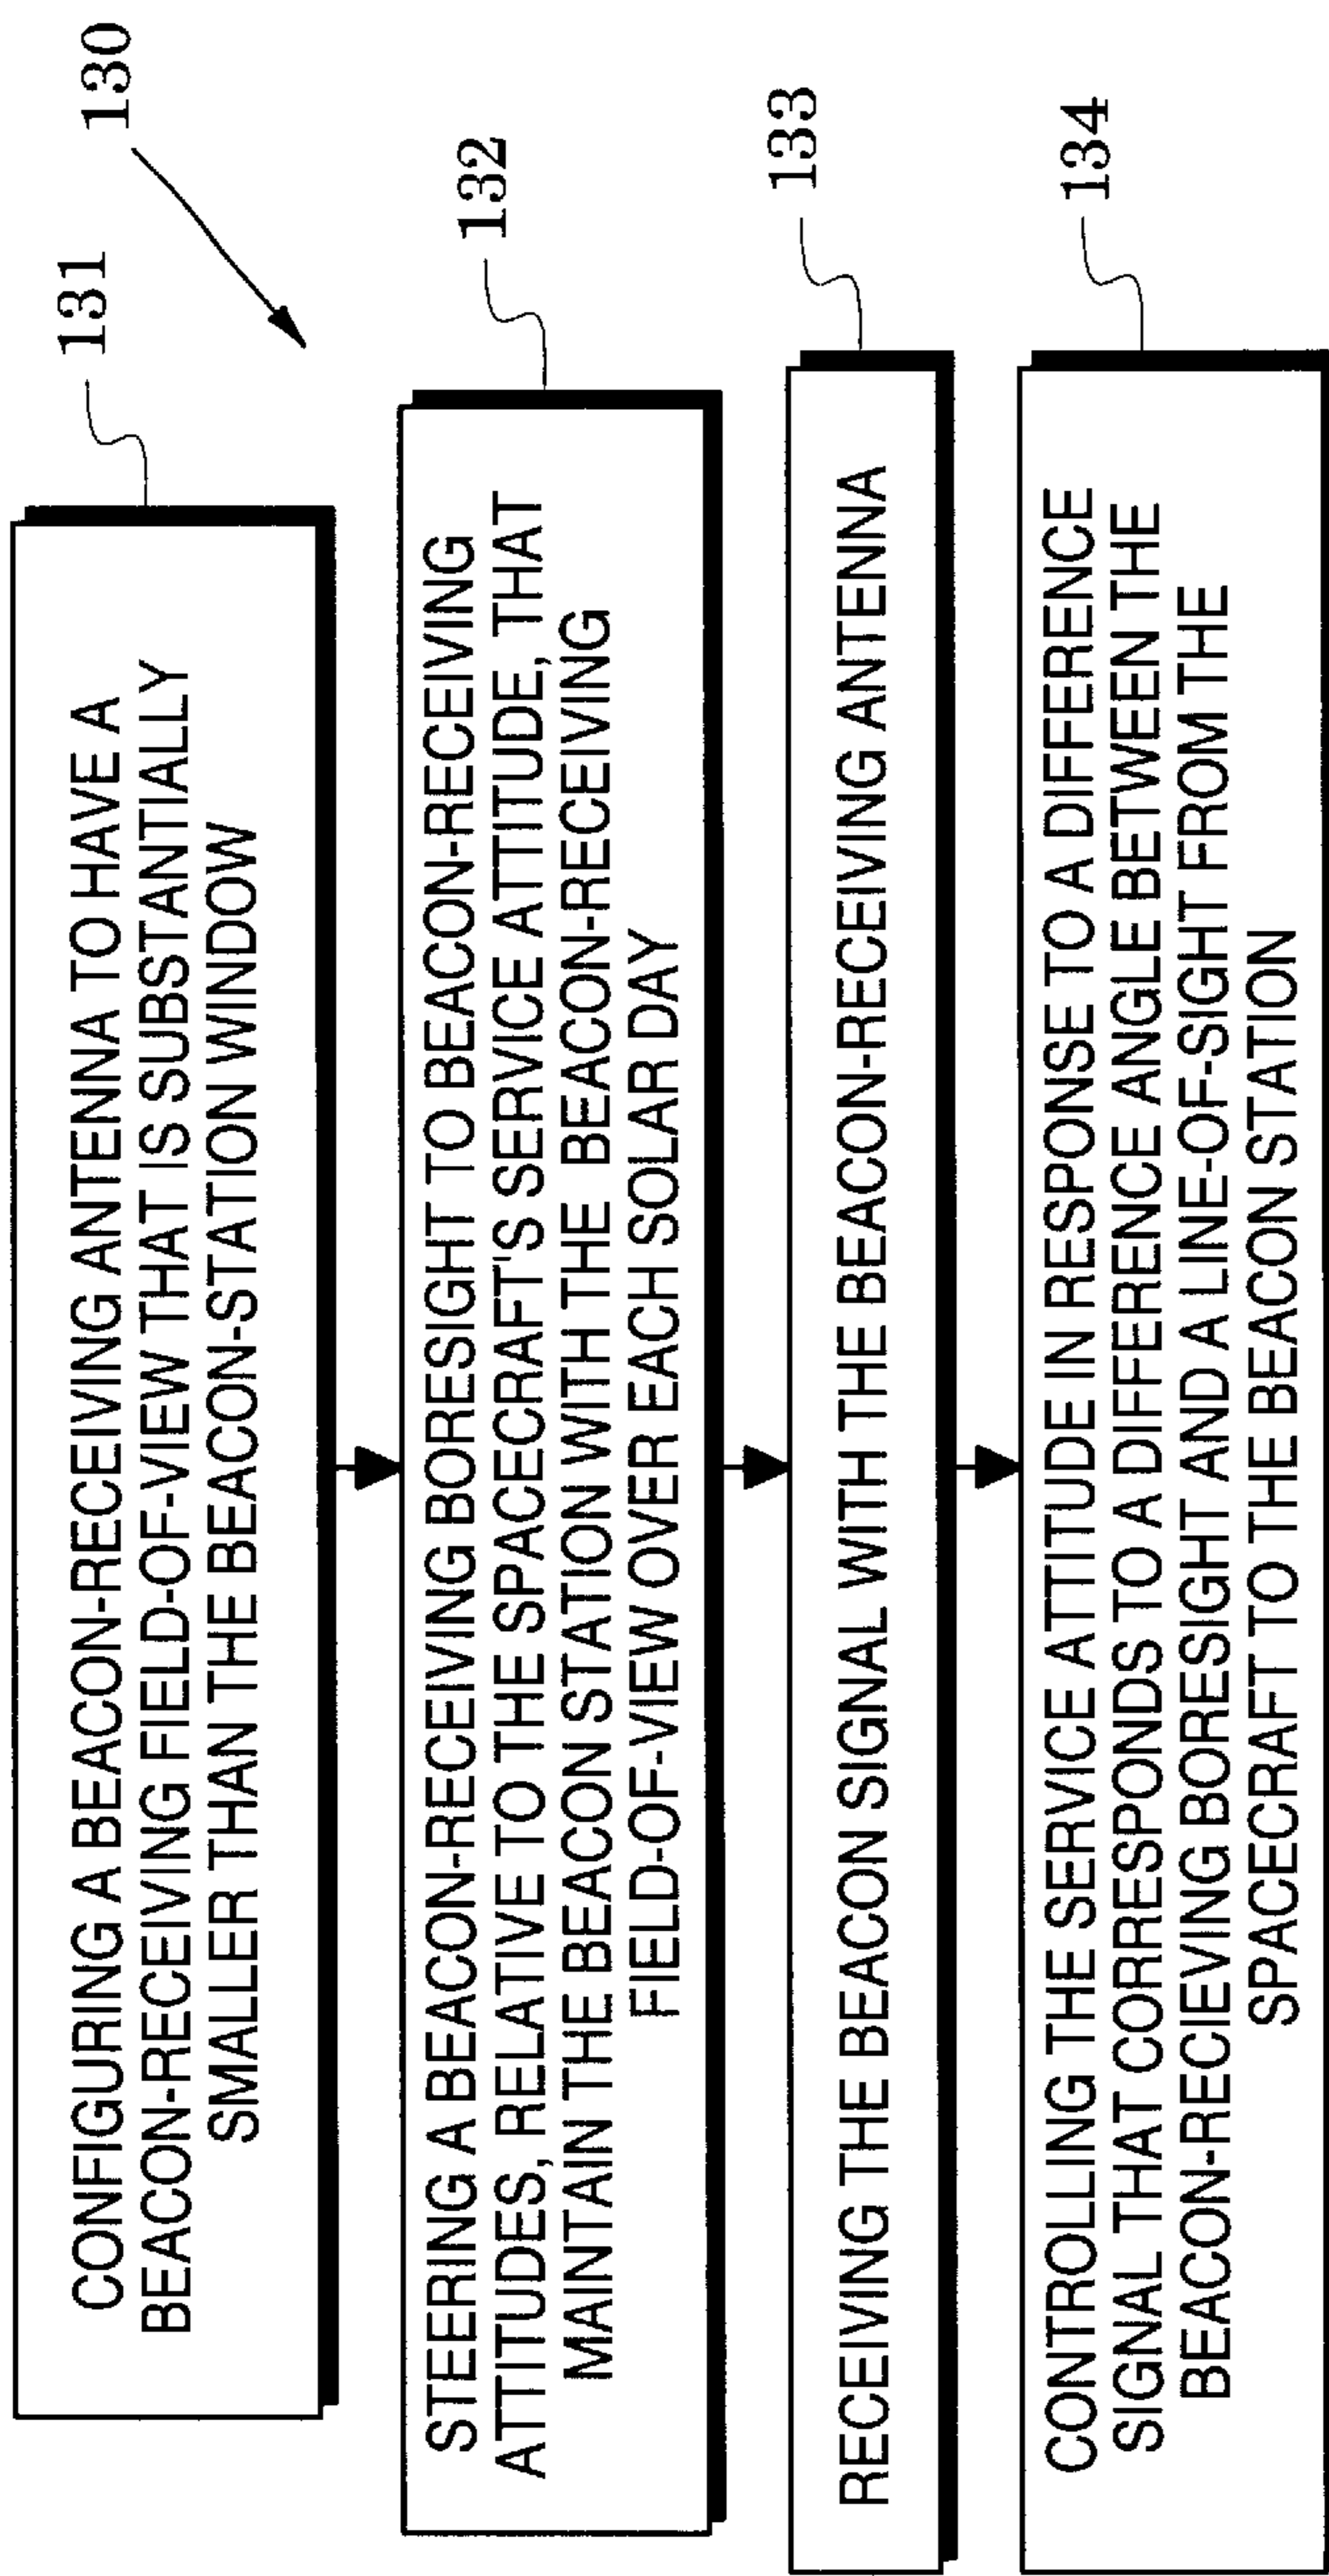 130
131
CONFIGURING A BEACON-RECEIVING ANTENNA TO HAVE A
BEACON-RECEIVING FIELD-OF-VIEW THAT IS SUBSTANTIALLY
SMALLER THAN THE BEACON-STATION WINDOW
132
STEERING A BEACON-RECEIVING BORESIGHT TO BEACON-RECEIVING
ATTITUDES, RELATIVE TO THE SPACECRAFT'S SERVICE ATTITUDE, THAT
MAINTAIN THE BEACON STATION WITH THE BEACON-RECEIVING
FIELD-OF-VIEW OVER EACH SOLAR DAY
133
RECEIVING THE BEACON SIGNAL WITH THE BEACON-RECEIVING ANTENNA
134
CONTROLLING THE SERVICE ATTITUDE IN RESPONSE TO A DIFFERENCE
SIGNAL THAT CORRESPONDS TO A DIFFERENCE ANGLE BETWEEN THE
BEACON-RECIEVING BORESIGHT AND A LINE-OF-SIGHT FROM THE
SPACECRAFT TO THE BEACON STATION